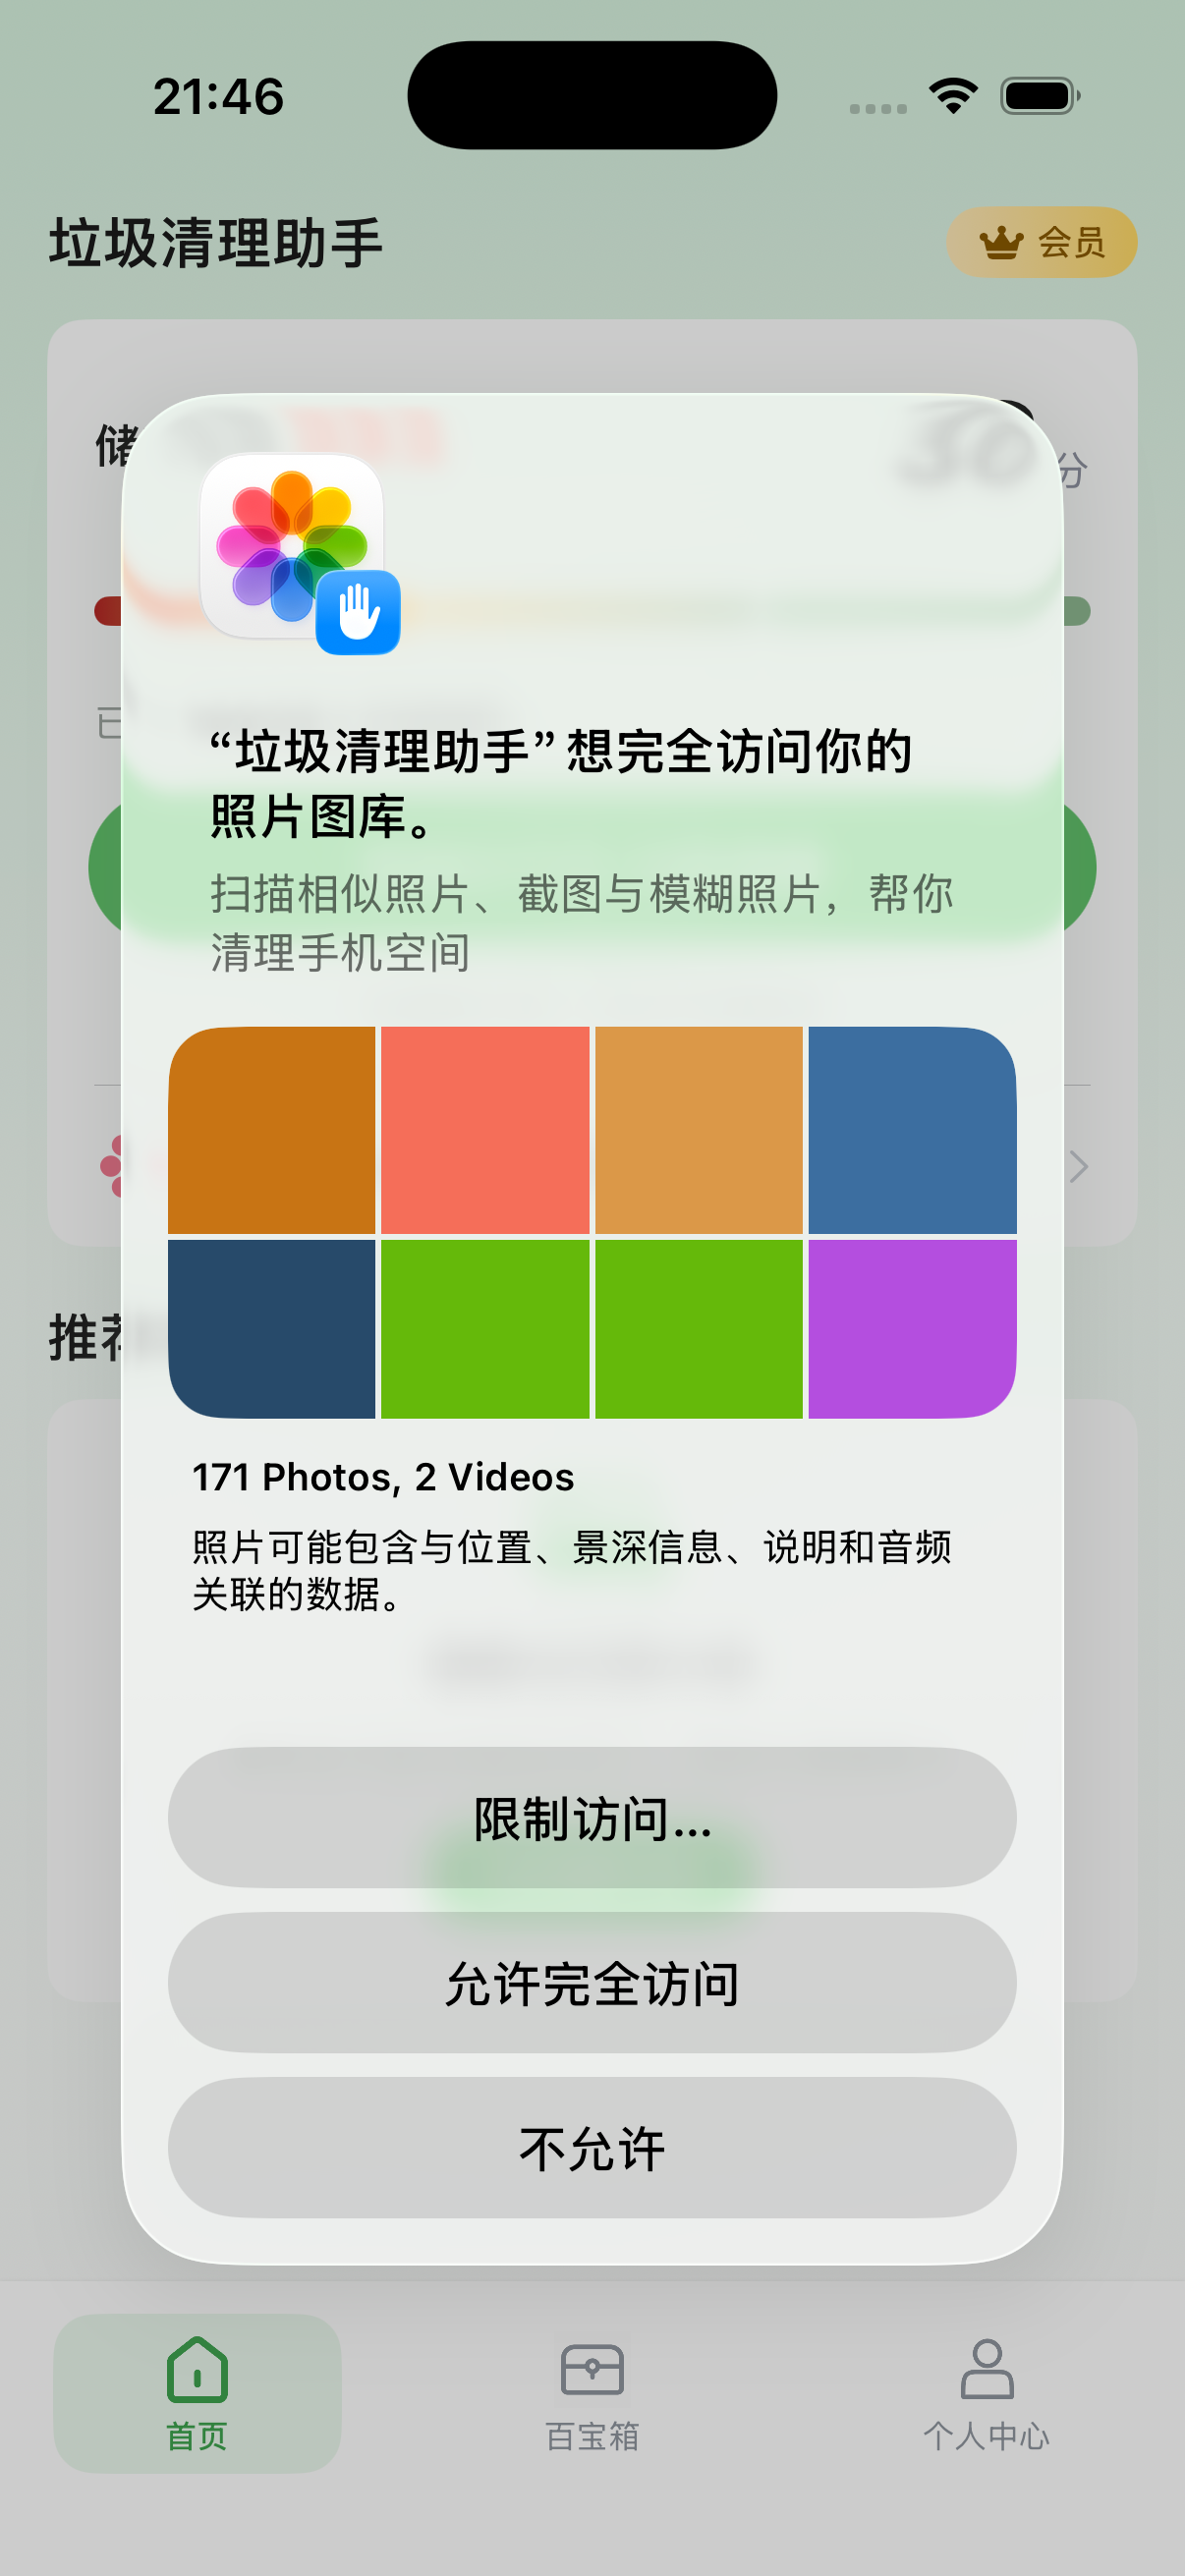 21:46
垃圾清理助手
会员
储
分
“垃圾清理助手”想完全访问你的
照片图库。
扫描相似照片、截图与模糊照片，帮你
清理手机空间
171 Photos, 2 Videos
照片可能包含与位置、景深信息、说明和音频
关联的数据。
推荐
限制访问...
允许完全访问
不允许
首页
百宝箱
个人中心